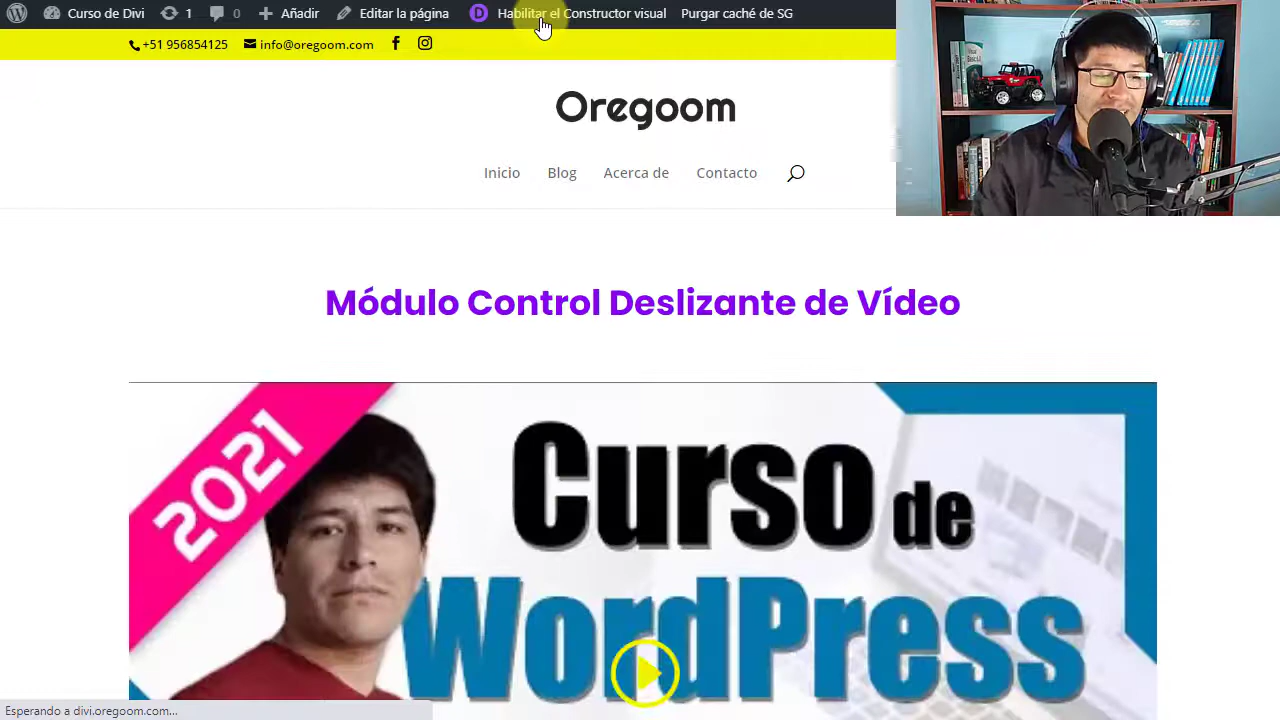 Curso de Divi 1 0 Añadir Editar la página D Habilitar el Constructor visual Purgar caché de SG
+51 956854125 info@oregoom.com
Oregoom
Inicio Blog Acerca de Contacto
Módulo Control Deslizante de Vídeo
2021
Curso de
WordPress
Esperando a divi.oregoom.com...